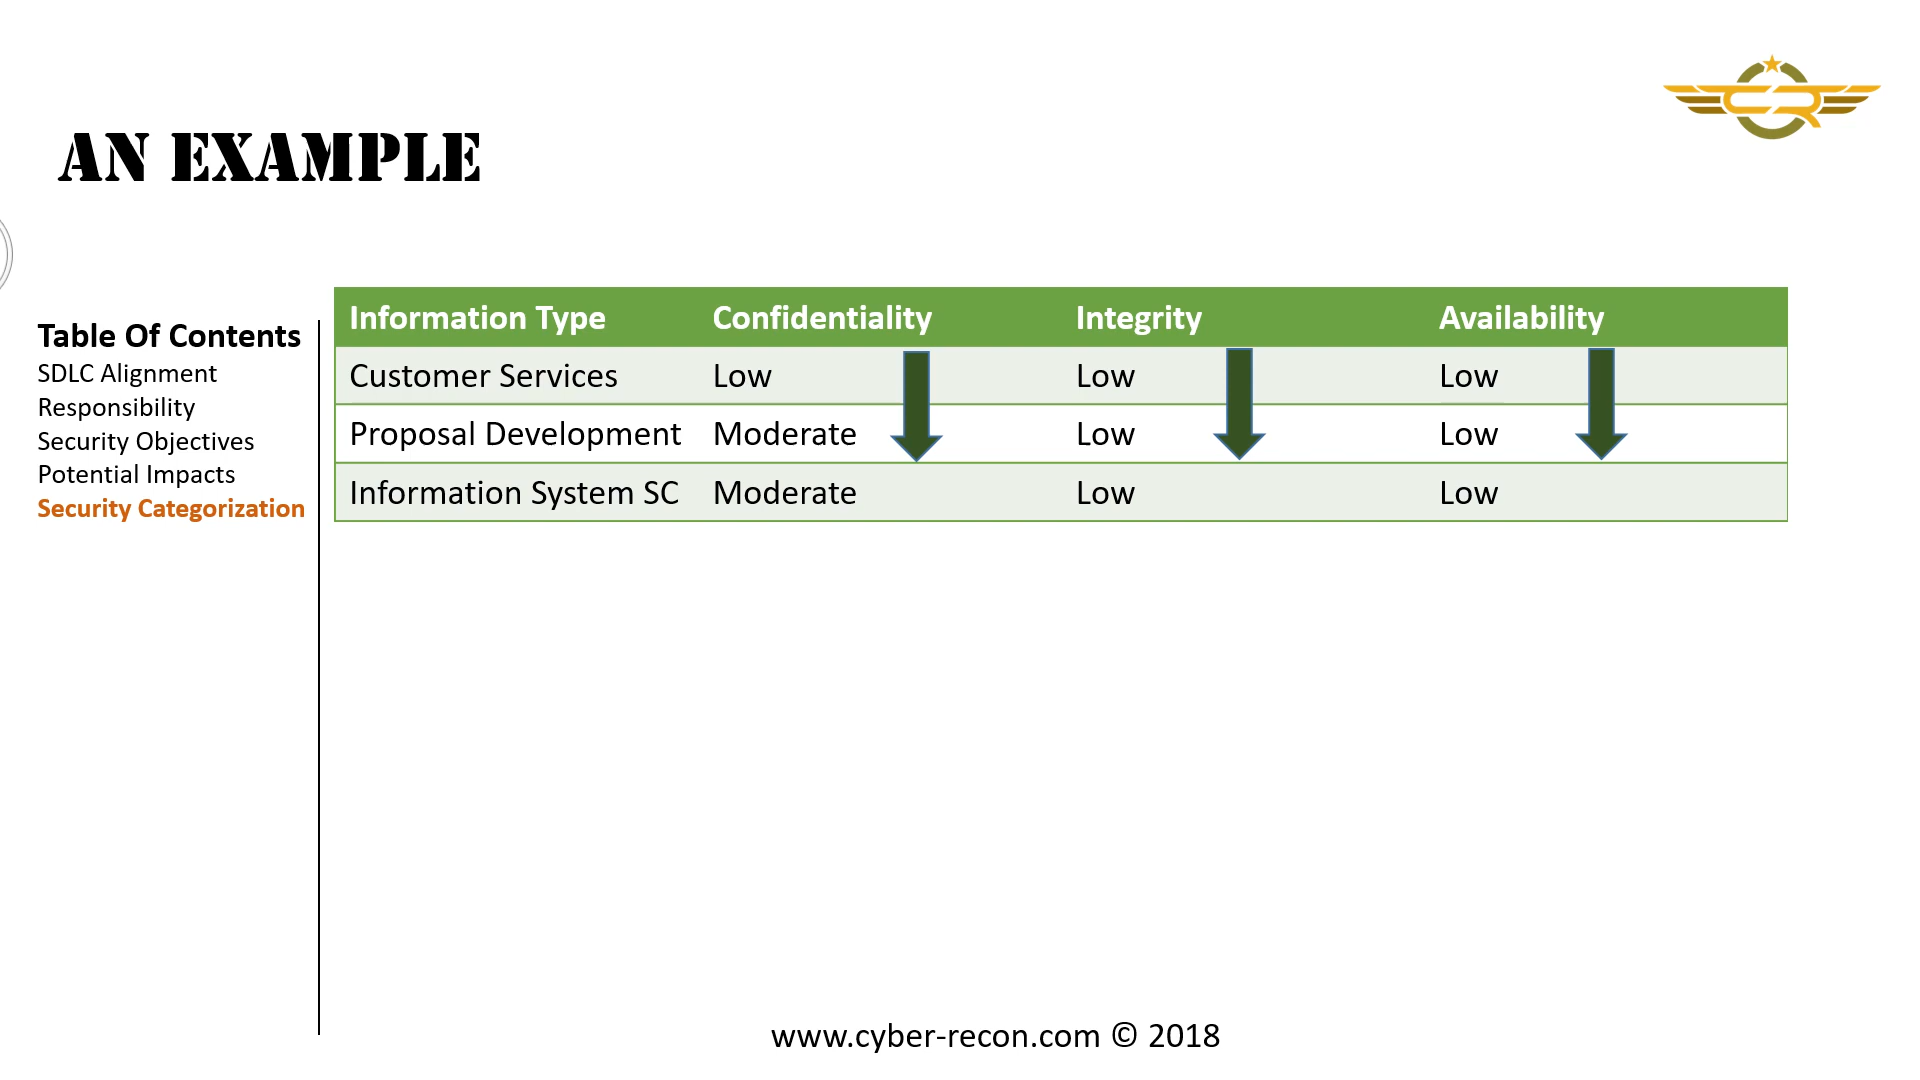 AN EXAMPLE
Table Of Contents
SDLC Alignment
Responsibility
Security Objectives
Potential Impacts
Security Categorization
Information Type Confidentiality Integrity Availability
Customer Services Low Low Low
Proposal Development Moderate Low Low
Information System SC Moderate Low Low
www.cyber-recon.com © 2018
CR